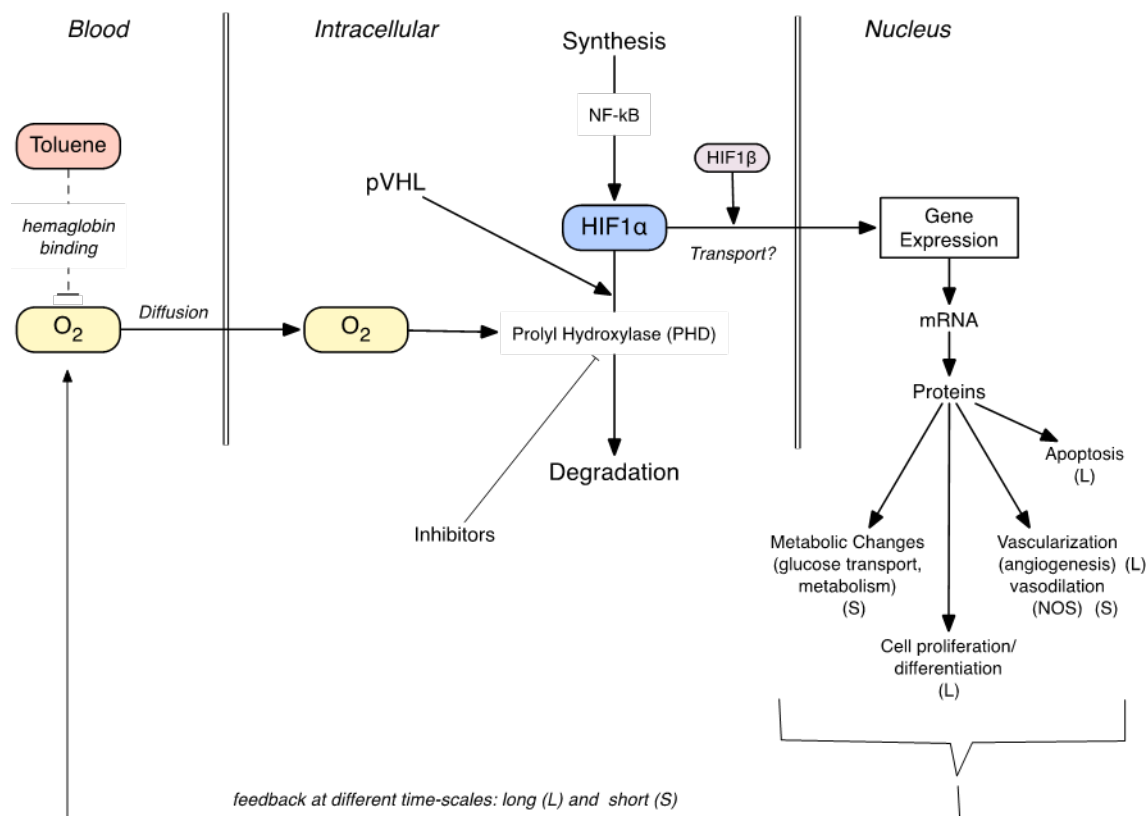 Blood
Intracellular
Nucleus
Synthesis
NF-kB
Toluene
HIF1β
pVHL
hemaglobin
binding
HIF1α
Gene
Expression
Transport?
Diffusion
O2
O2
Prolyl Hydroxylase (PHD)
mRNA
Proteins
Degradation
Apoptosis
(L)
Inhibitors
Metabolic Changes
(glucose transport,
metabolism)
(S)
Vascularization
(angiogenesis) (L)
vasodilation
(NOS) (S)
Cell proliferation/
differentiation
(L)
feedback at different time-scales: long (L) and short (S)